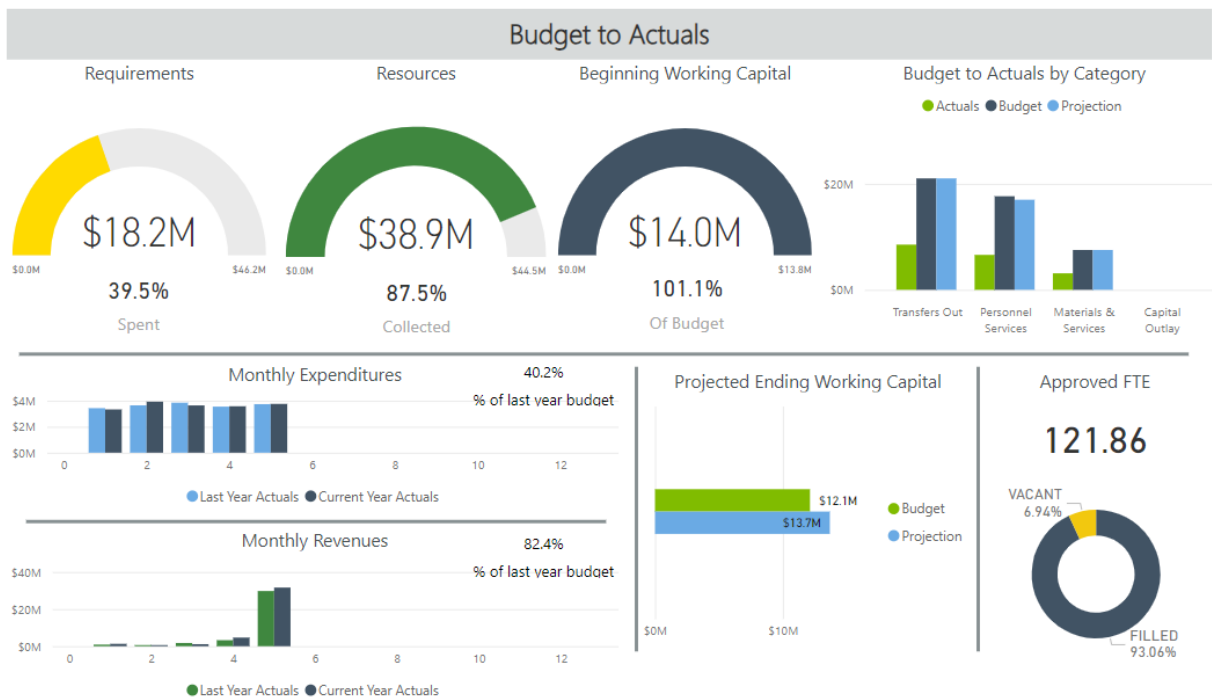 Budget to Actuals
Requirements
$18.2M
$0.0M
$46.2M
39.5%
Spent
Resources
$38.9M
$0.0M
$44.5M
87.5%
Collected
Beginning Working Capital
$14.0M
$0.0M
$13.8M
101.1%
Of Budget
Budget to Actuals by Category
Actuals Budget Projection
$20M
$0M
Transfers Out
Personnel
Services
Materials &
Services
Capital
Outlay
Monthly Expenditures
40.2%
% of last year budget
$4M
$2M
$0M
0 2 4 6 8 10 12
Last Year Actuals Current Year Actuals
Monthly Revenues
82.4%
% of last year budget
$40M
$20M
$0M
0 2 4 6 8 10 12
Last Year Actuals Current Year Actuals
Projected Ending Working Capital
$12.1M
$13.7M
Budget
Projection
$0M $10M
Approved FTE
121.86
VACANT
6.94%
FILLED
93.06%